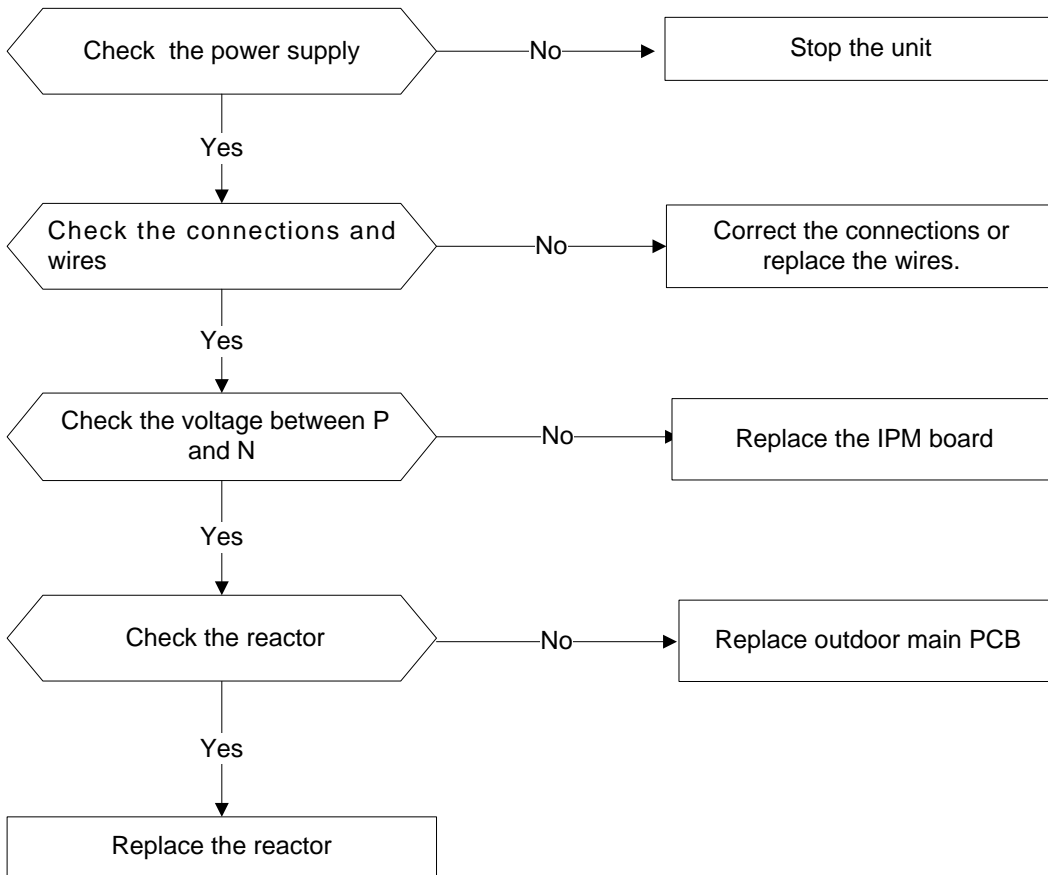 Check the power supply
No
Stop the unit
Yes
Check the connections and
wires
No
Correct the connections or
replace the wires.
Yes
Check the voltage between P
and N
No
Replace the IPM board
Yes
Check the reactor
No
Replace outdoor main PCB
Yes
Replace the reactor